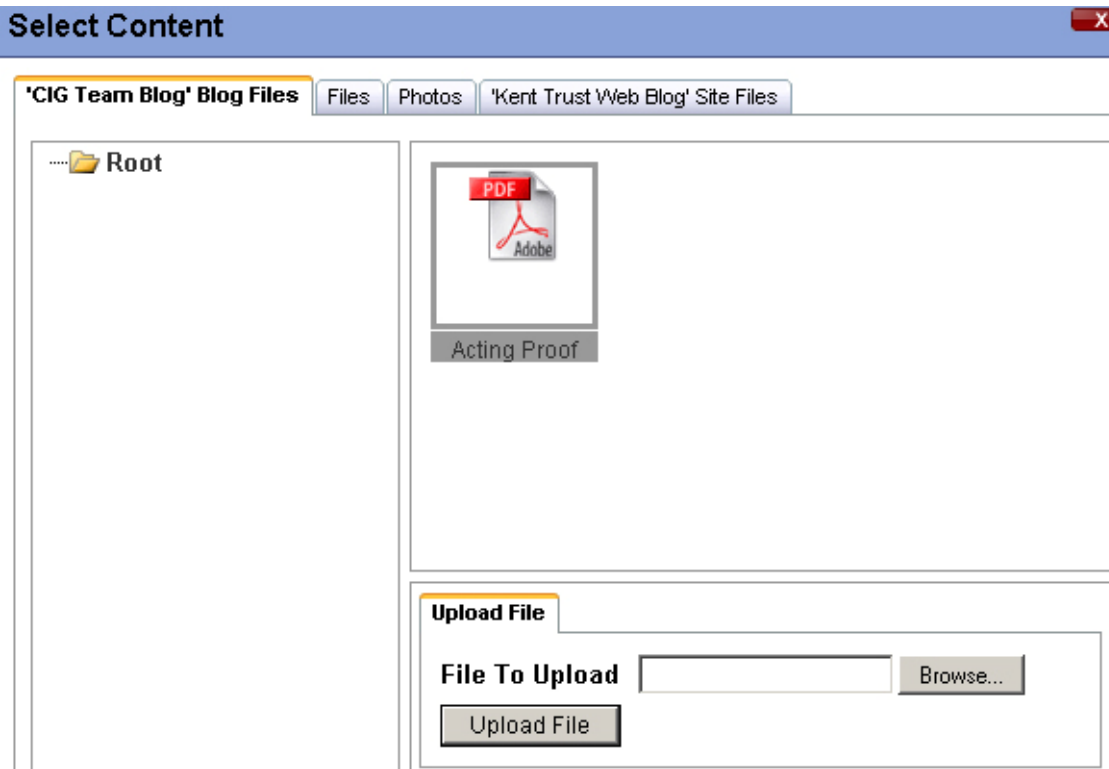 Select Content
X
'CIG Team Blog' Blog Files Files Photos 'Kent Trust Web Blog' Site Files
Root
PDF
Adobe
Acting Proof
Upload File
File To Upload Browse...
Upload File